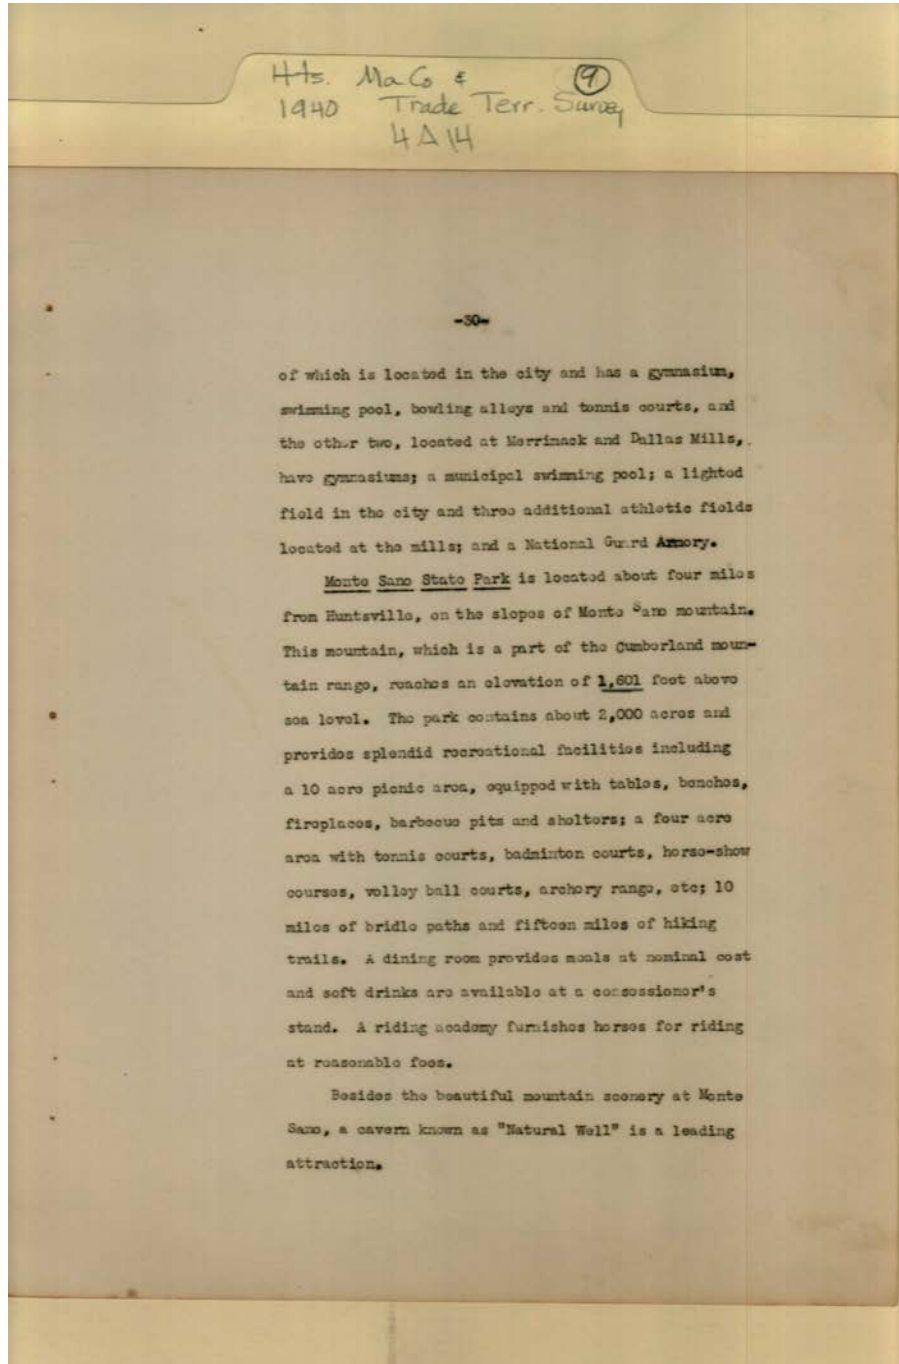 Hts. Ma Co & 9
1940 Trade Terr. Survey
4A14
-30-
of which is located in the city and has a gymnasium,
swimming pool, bowling alleys and tennis courts, and
the other two, located at Merrimack and Dallas Mills,
have gymnasiums; a municipal swimming pool; a lighted
field in the city and three additional athletic fields
located at the mills; and a National Guard Armory.
Monte Sano State Park is located about four miles
from Huntsville, on the slopes of Monte Sano mountain.
This mountain, which is a part of the Cumberland moun-
tain range, reaches an elevation of 1,601 feet above
sea level. The park contains about 2,000 acres and
provides splendid recreational facilities including
a 10 acre picnic area, equipped with tables, benches,
fireplaces, barbecue pits and shelters; a four acre
area with tennis courts, badminton courts, horse-show
courses, volley ball courts, archery range, etc; 10
miles of bridle paths and fifteen miles of hiking
trails. A dining room provides meals at nominal cost
and soft drinks are available at a consessioner's
stand. A riding academy furnishes horses for riding
at reasonable fees.
Besides the beautiful mountain scenery at Monte
Sano, a cavern known as "Natural Well" is a leading
attraction.